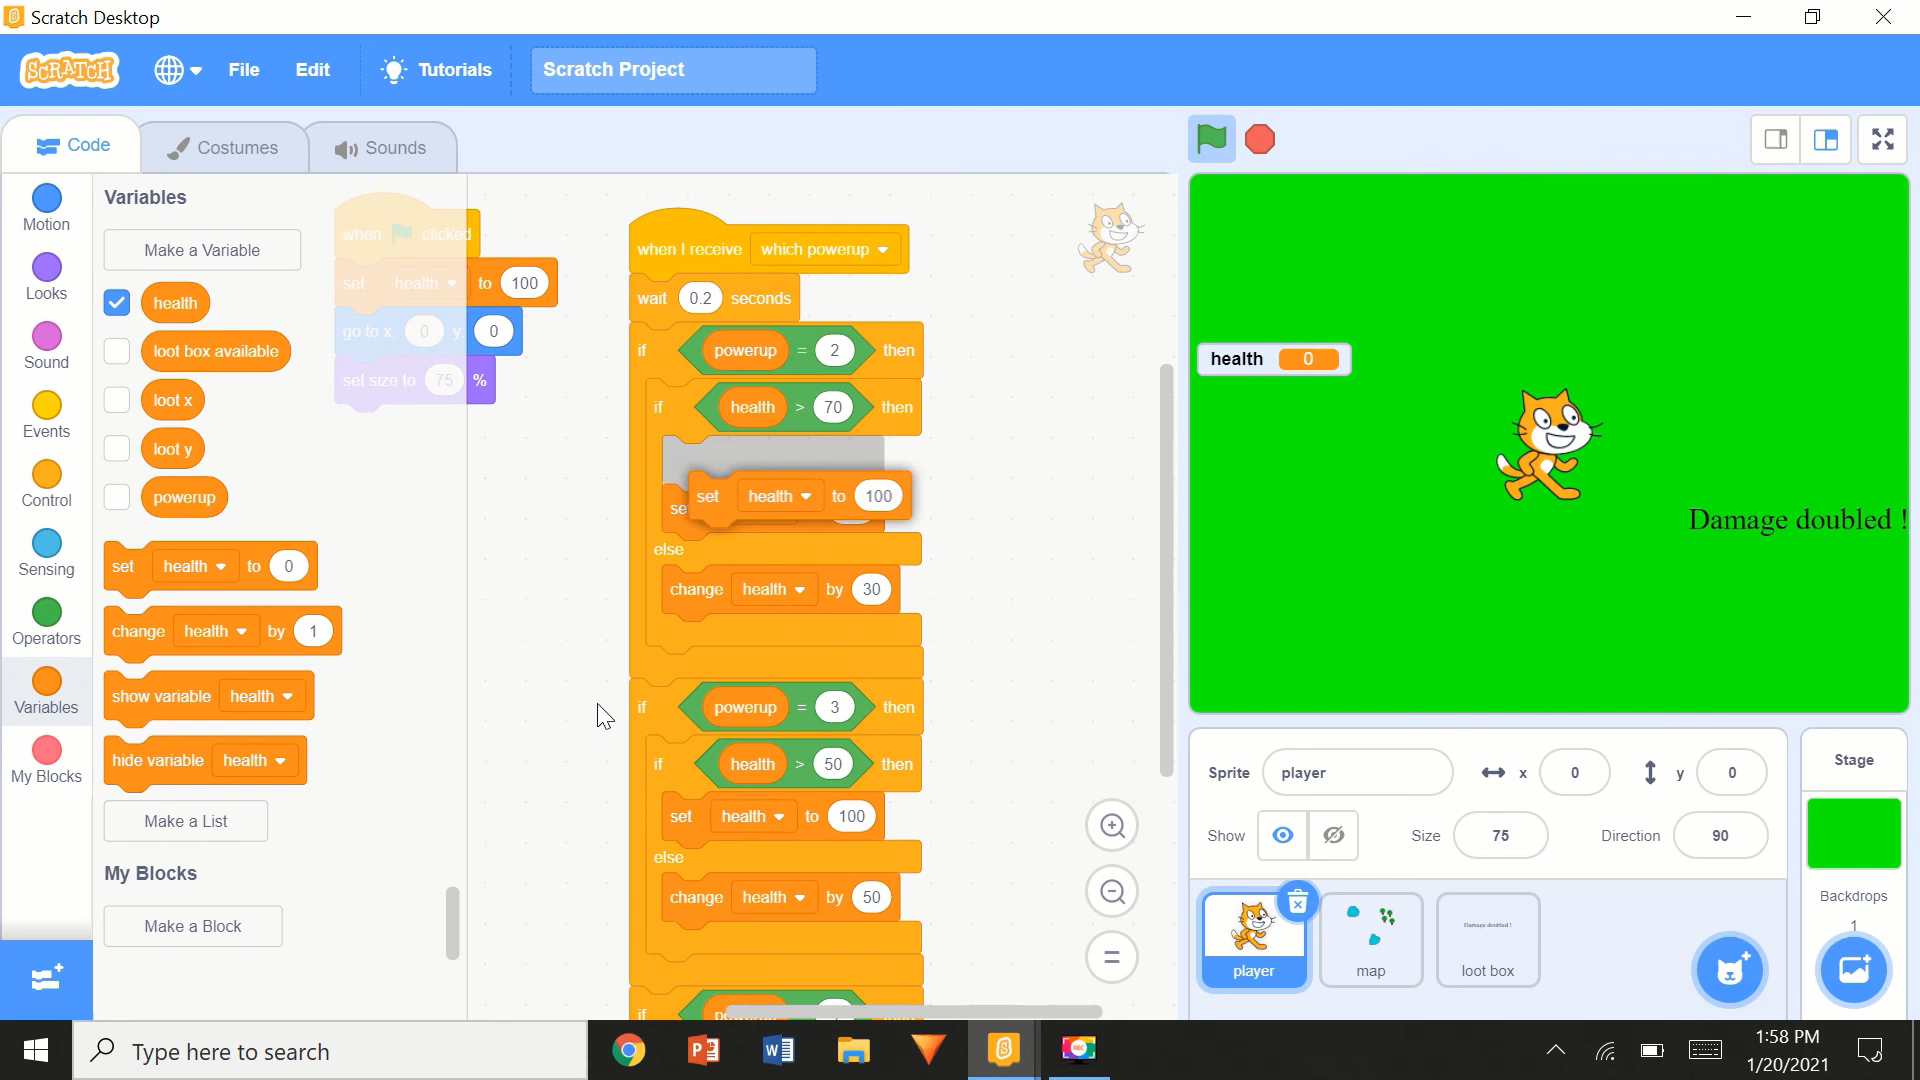 Scratch Desktop
SCRATCH
File Edit Tutorials Scratch Project
Code Costumes Sounds
Motion
Looks
Sound
Events
Control
Sensing
Operators
Variables
My Blocks
Variables
Make a Variable
health
loot box available
loot x
loot y
powerup
set health to 0
change health by 1
show variable health
hide variable health
Make a List
My Blocks
Make a Block
when clicked
set health to 100
go to x: 0 y: 0
set size to 75 %
when I receive which powerup
wait 0.2 seconds
if powerup = 2 then
if health > 70 then
set health to 100
else
change health by 30
if powerup = 3 then
if health > 50 then
set health to 100
else
change health by 50
if
health 0
Damage doubled !
Sprite player x 0 y 0
Show Size 75 Direction 90
player
map
Damage doubled !
loot box
Stage
Backdrops
1
Type here to search
1:58 PM
1/20/2021